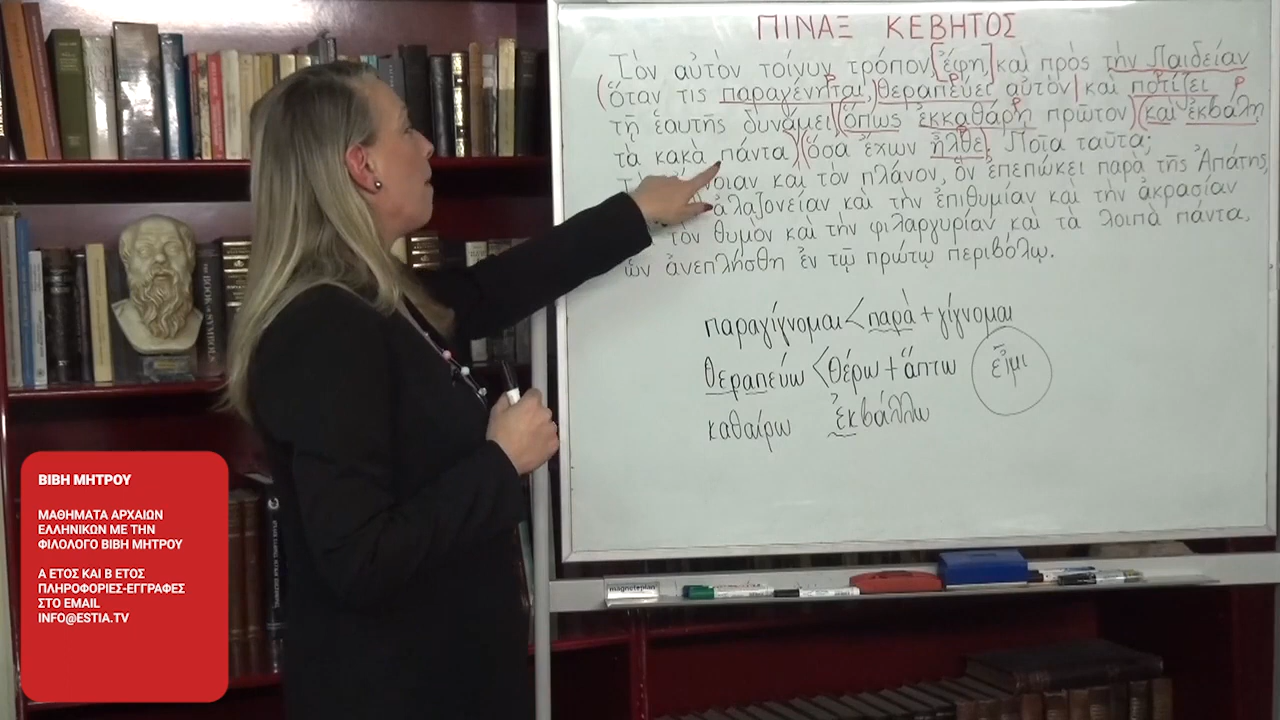 ΠΙΝΑΞ ΚΕΒΗΤΟΣ
Τὸν αὐτὸν τοίνυν τρόπον, [ἔφη,] καὶ πρὸς τὴν Παιδείαν
(ὅταν τις παραγένηται,) θεραπεύει αὐτὸν | καὶ ποτίζει
τῇ ἑαυτῆς δυνάμει, (ὅπως ἐκκαθάρῃ πρῶτον) (καὶ ἐκβάλῃ
τὰ κακὰ πάντα) (ὅσα ἔχων ἦλθε). Ποῖα ταῦτα;
νοιαν καὶ τὸν πλάνον, ὃν ἐπεπώκει παρὰ τῆς Ἀπάτης,
ἀλαζονείαν καὶ τὴν ἐπιθυμίαν καὶ τὴν ἀκρασίαν
τὸν θυμὸν καὶ τὴν φιλαργυρίαν καὶ τὰ λοιπὰ πάντα,
ὧν ἀνεπλήσθη ἐν τῷ πρώτῳ περιβόλῳ.
παραγίγνομαι < παρὰ + γίγνομαι
θεραπεύω < θέρω + ἅπτω εἶμι
καθαίρω ἐκβάλλω
magnetoplan
ΒΙΒΗ ΜΗΤΡΟΥ
ΜΑΘΗΜΑΤΑ ΑΡΧΑΙΩΝ
ΕΛΛΗΝΙΚΩΝ ΜΕ ΤΗΝ
ΦΙΛΟΛΟΓΟ ΒΙΒΗ ΜΗΤΡΟΥ
Α ΕΤΟΣ ΚΑΙ Β ΕΤΟΣ
ΠΛΗΡΟΦΟΡΙΕΣ-ΕΓΓΡΑΦΕΣ
ΣΤΟ EMAIL
INFO@ESTIA.TV